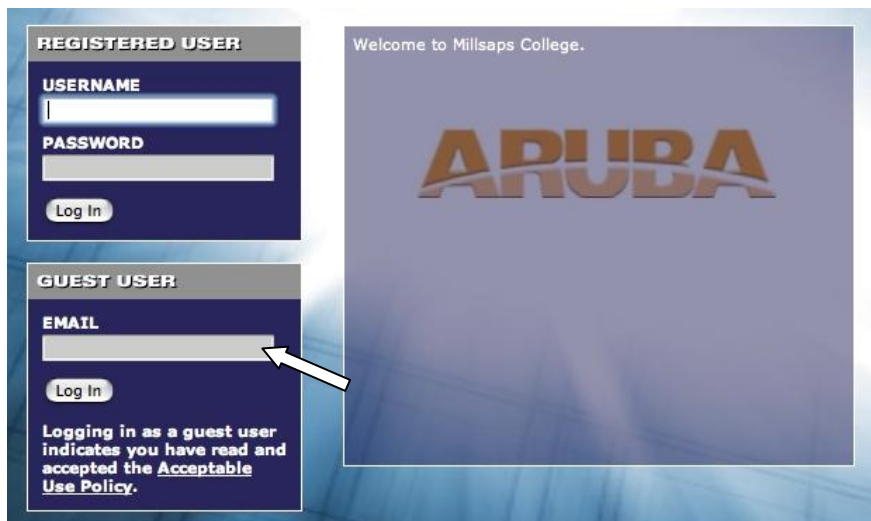 REGISTERED USER
USERNAME
PASSWORD
Log In
GUEST USER
EMAIL
Log In
Logging in as a guest user
indicates you have read and
accepted the Acceptable
Use Policy.
Welcome to Millsaps College.
ARUBA